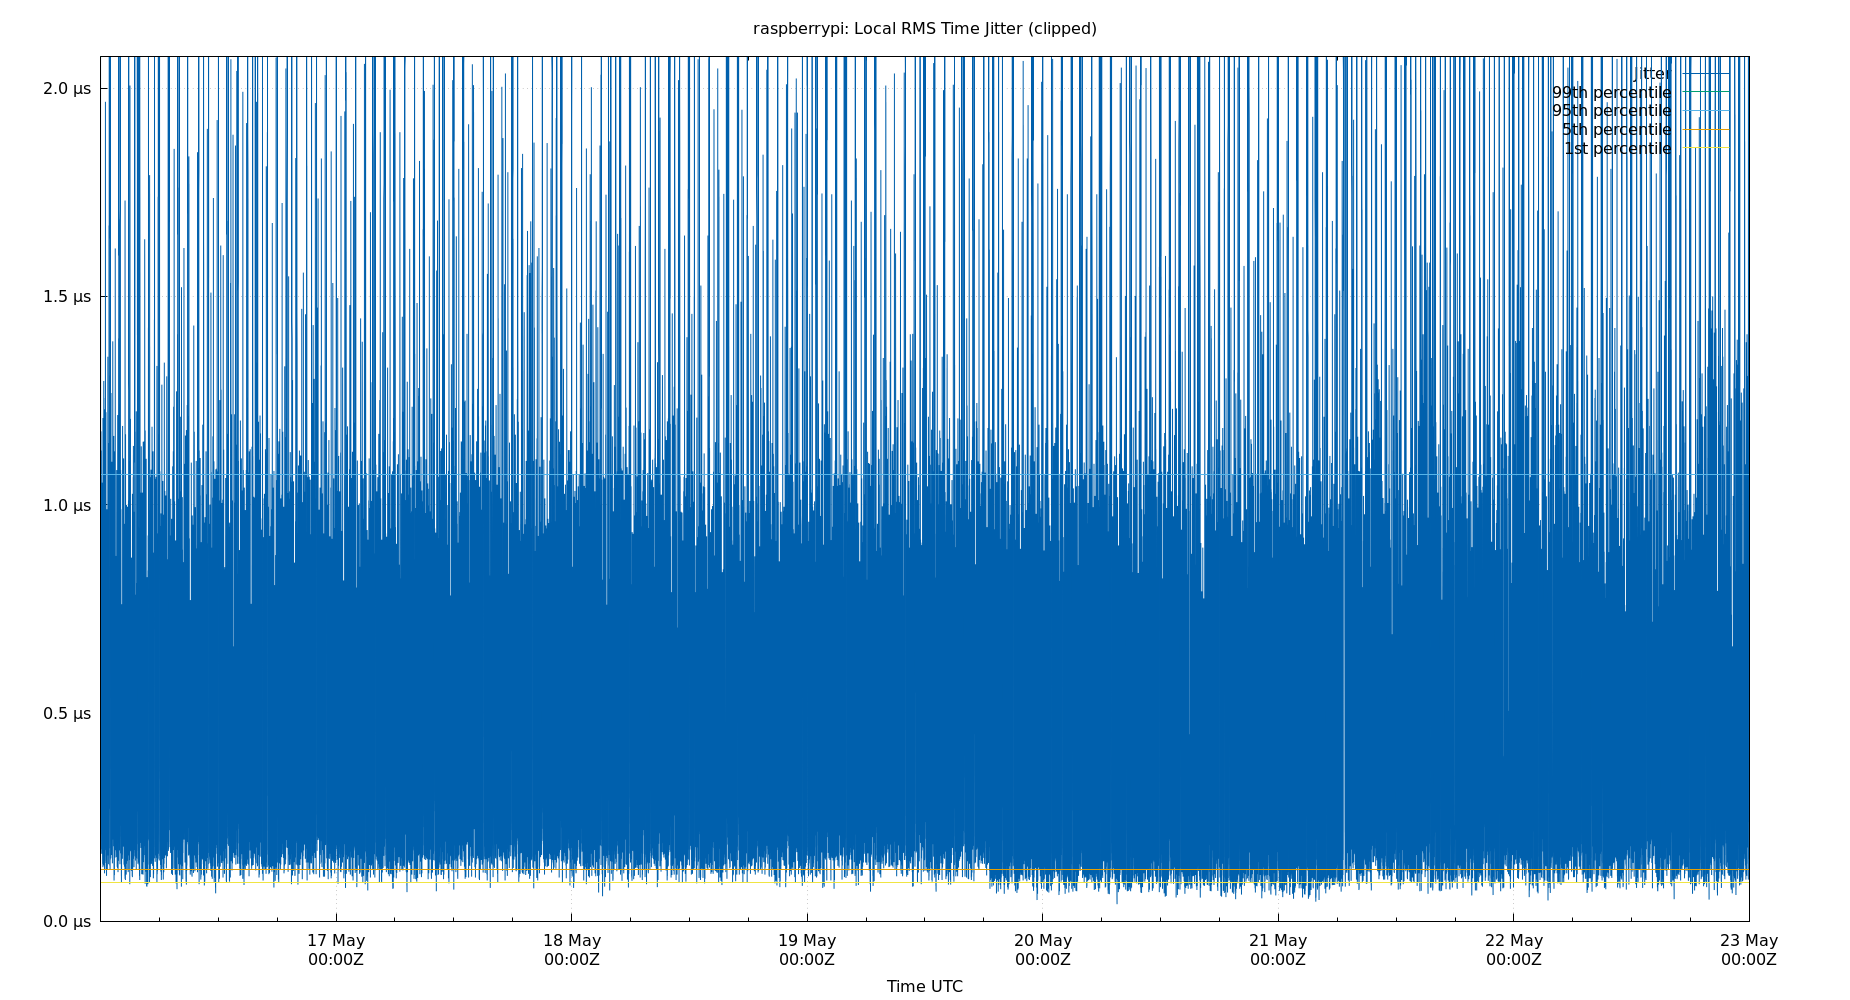 raspberrypi: Local RMS Time Jitter (clipped)
2.0 µs
1.5 µs
1.0 µs
0.5 µs
0.0 µs
jitter
99th percentile
95th percentile
5th percentile
1st percentile
17 May
00:00Z
18 May
00:00Z
19 May
00:00Z
20 May
00:00Z
21 May
00:00Z
22 May
00:00Z
23 May
00:00Z
Time UTC